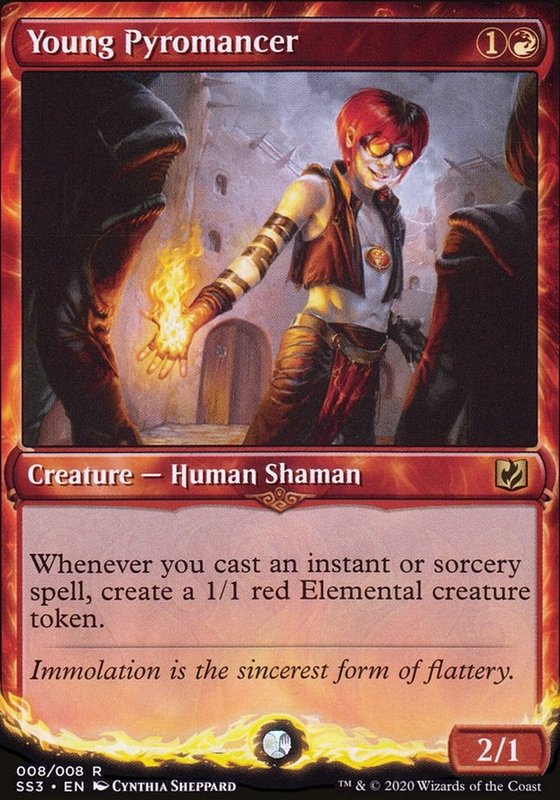 Young Pyromancer 1
Creature — Human Shaman
Whenever you cast an instant or sorcery
spell, create a 1/1 red Elemental creature
token.
Immolation is the sincerest form of flattery.
2/1
008/008 R
SS3 • EN Cynthia Sheppard
™ & © 2020 Wizards of the Coast